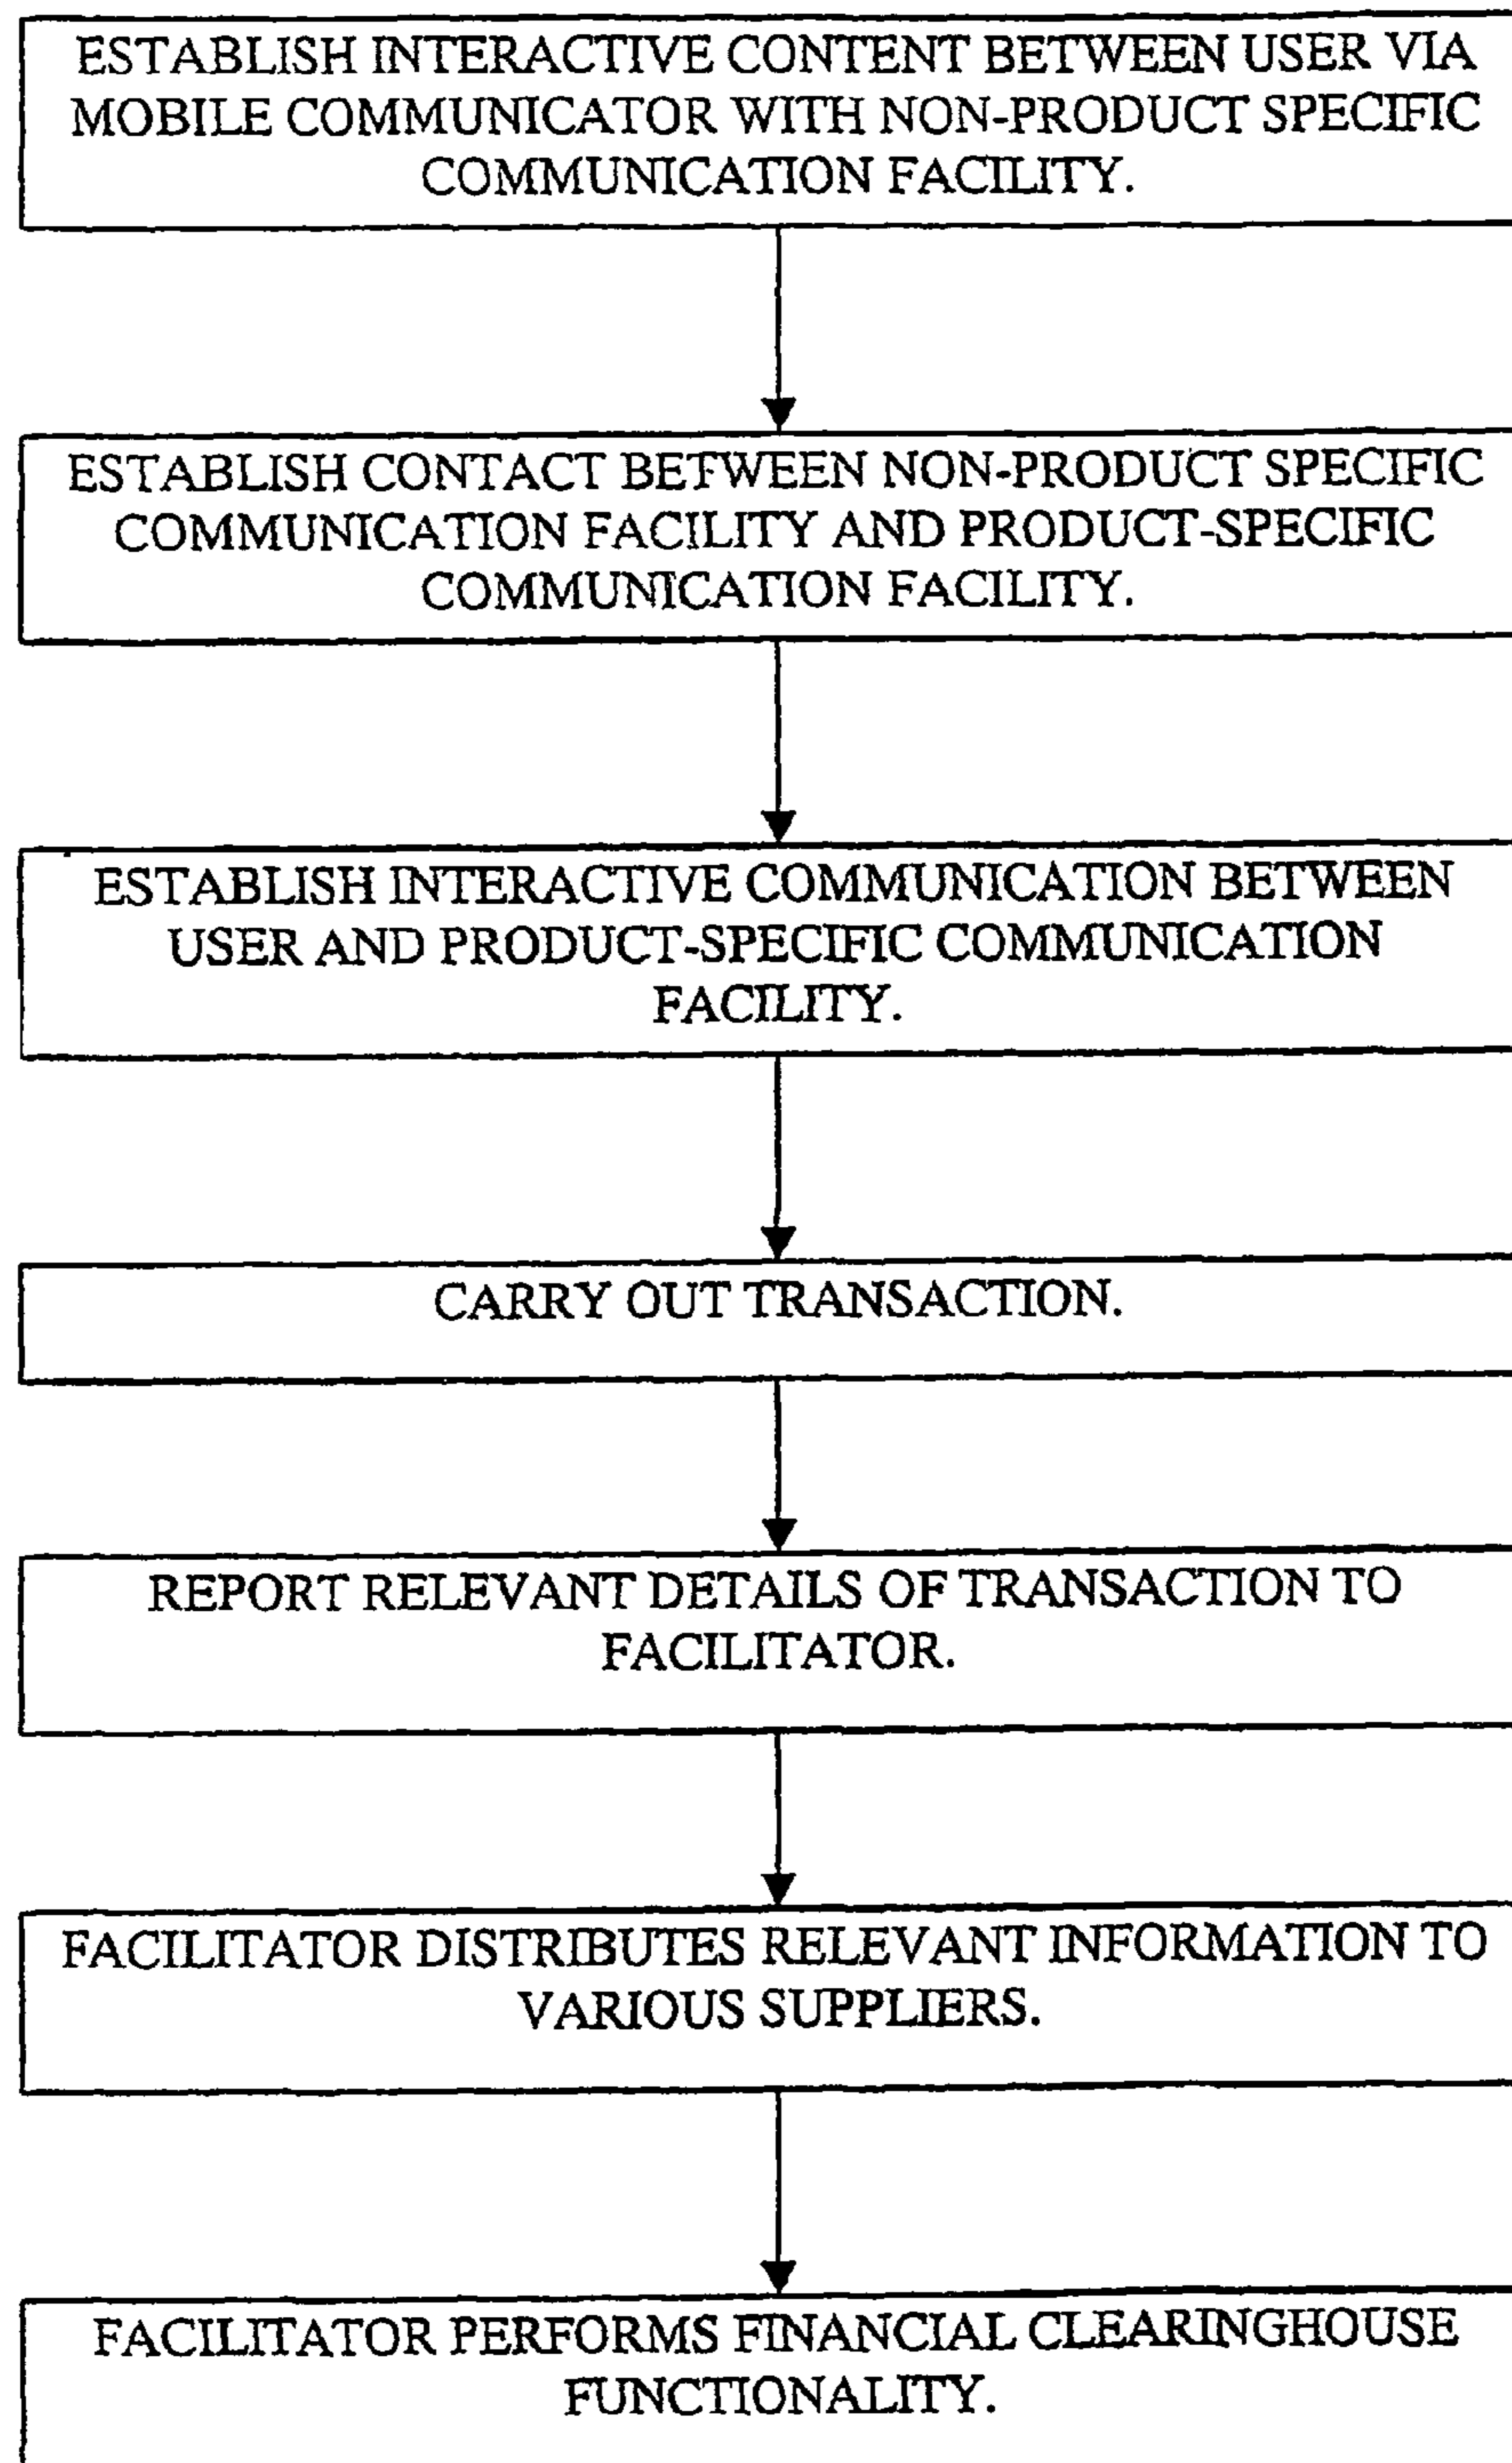 ESTABLISH INTERACTIVE CONTENT BETWEEN USER VIA
MOBILE COMMUNICATOR WITH NON-PRODUCT SPECIFIC
COMMUNICATION FACILITY.
ESTABLISH CONTACT BETWEEN NON-PRODUCT SPECIFIC
COMMUNICATION FACILITY AND PRODUCT-SPECIFIC
COMMUNICATION FACILITY.
ESTABLISH INTERACTIVE COMMUNICATION BETWEEN
USER AND PRODUCT-SPECIFIC COMMUNICATION
FACILITY.
CARRY OUT TRANSACTION.
REPORT RELEVANT DETAILS OF TRANSACTION TO
FACILITATOR.
FACILITATOR DISTRIBUTES RELEVANT INFORMATION TO
VARIOUS SUPPLIERS.
FACILITATOR PERFORMS FINANCIAL CLEARINGHOUSE
FUNCTIONALITY.